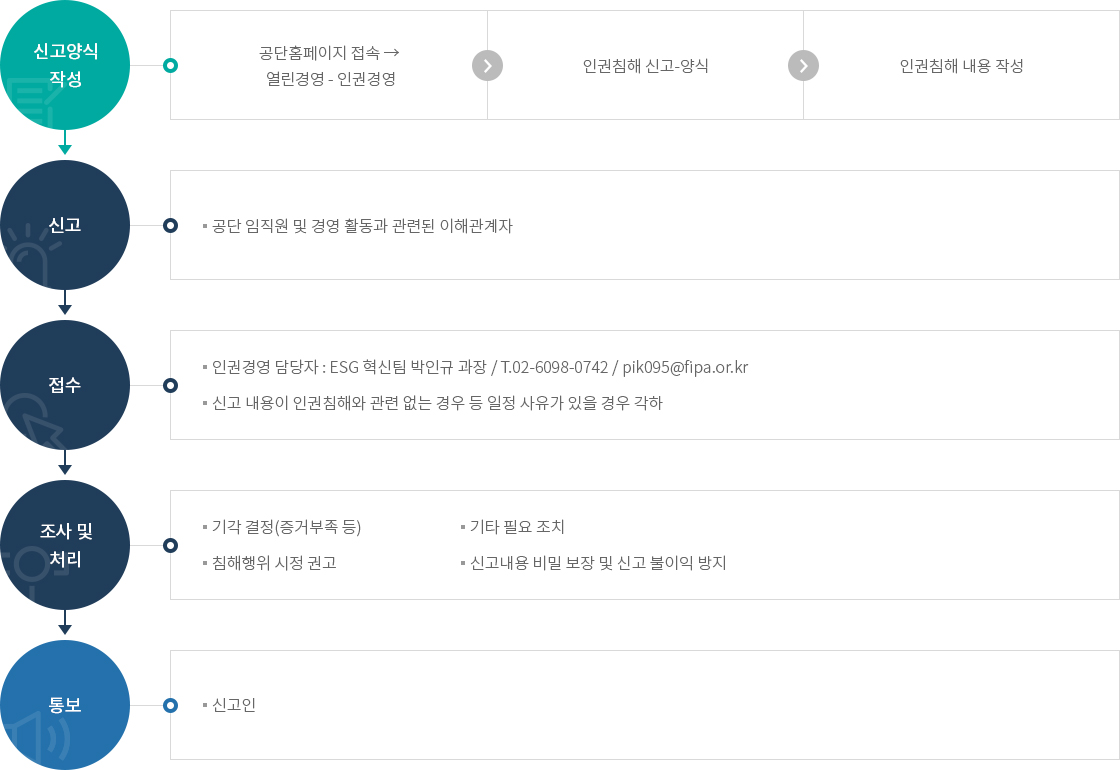 신고양식
작성
공단홈페이지 접속 →
열린경영 - 인권경영
인권침해 신고-양식
인권침해 내용 작성
신고
▪ 공단 임직원 및 경영 활동과 관련된 이해관계자
접수
▪ 인권경영 담당자 : ESG 혁신팀 박인규 과장 / T.02-6098-0742 / pik095@fipa.or.kr
▪ 신고 내용이 인권침해와 관련 없는 경우 등 일정 사유가 있을 경우 각하
조사 및
처리
▪ 기각 결정(증거부족 등)
▪ 기타 필요 조치
▪ 침해행위 시정 권고
▪ 신고내용 비밀 보장 및 신고 불이익 방지
통보
▪ 신고인